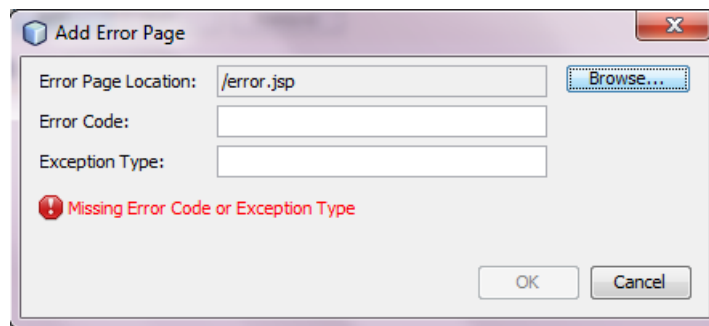 Add Error Page
Error Page Location: /error.jsp Browse...
Error Code:
Exception Type:
Missing Error Code or Exception Type
OK Cancel